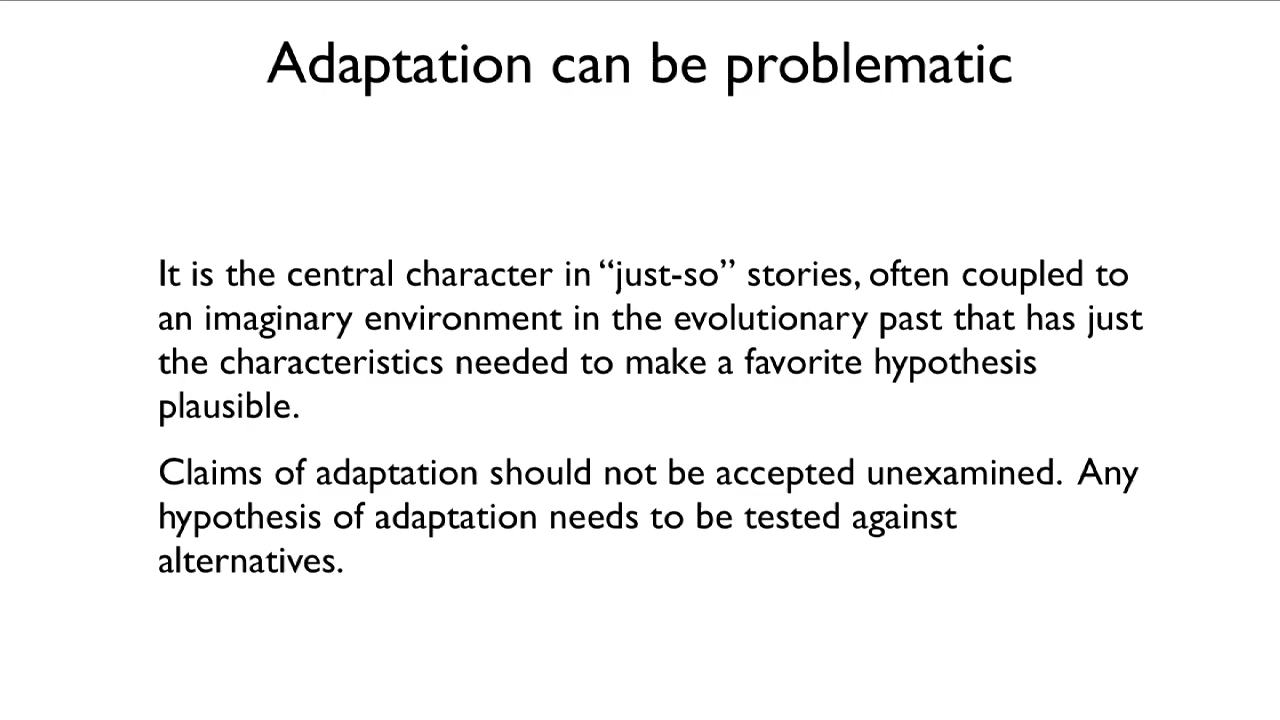 Adaptation can be problematic
It is the central character in “just-so” stories, often coupled to
an imaginary environment in the evolutionary past that has just
the characteristics needed to make a favorite hypothesis
plausible.
Claims of adaptation should not be accepted unexamined.  Any
hypothesis of adaptation needs to be tested against
alternatives.